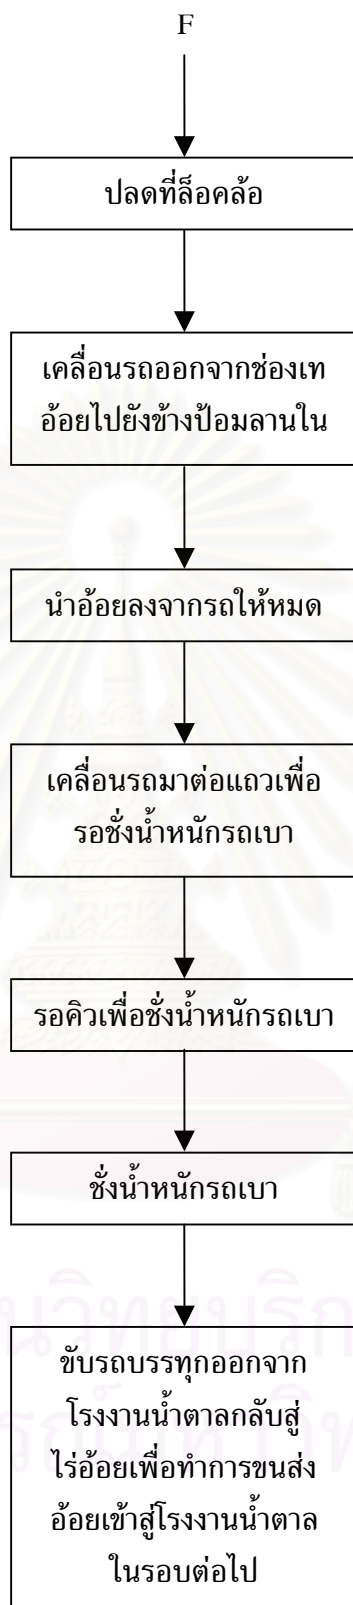 F
ปลดที่ล็อคล้อ
เคลื่อนรถออกจากช่องเท
อ้อยไปยังข้างป้อมลานใน
นำอ้อยลงจากรถให้หมด
เคลื่อนรถมาต่อแถวเพื่อ
รอชั่งน้ำหนักรถเบา
รอคิวเพื่อชั่งน้ำหนักรถเบา
ชั่งน้ำหนักรถเบา
ขับรถบรรทุกออกจาก
โรงงานน้ำตาลกลับสู่
ไร่อ้อยเพื่อทำการขนส่ง
อ้อยเข้าสู่โรงงานน้ำตาล
ในรอบต่อไป